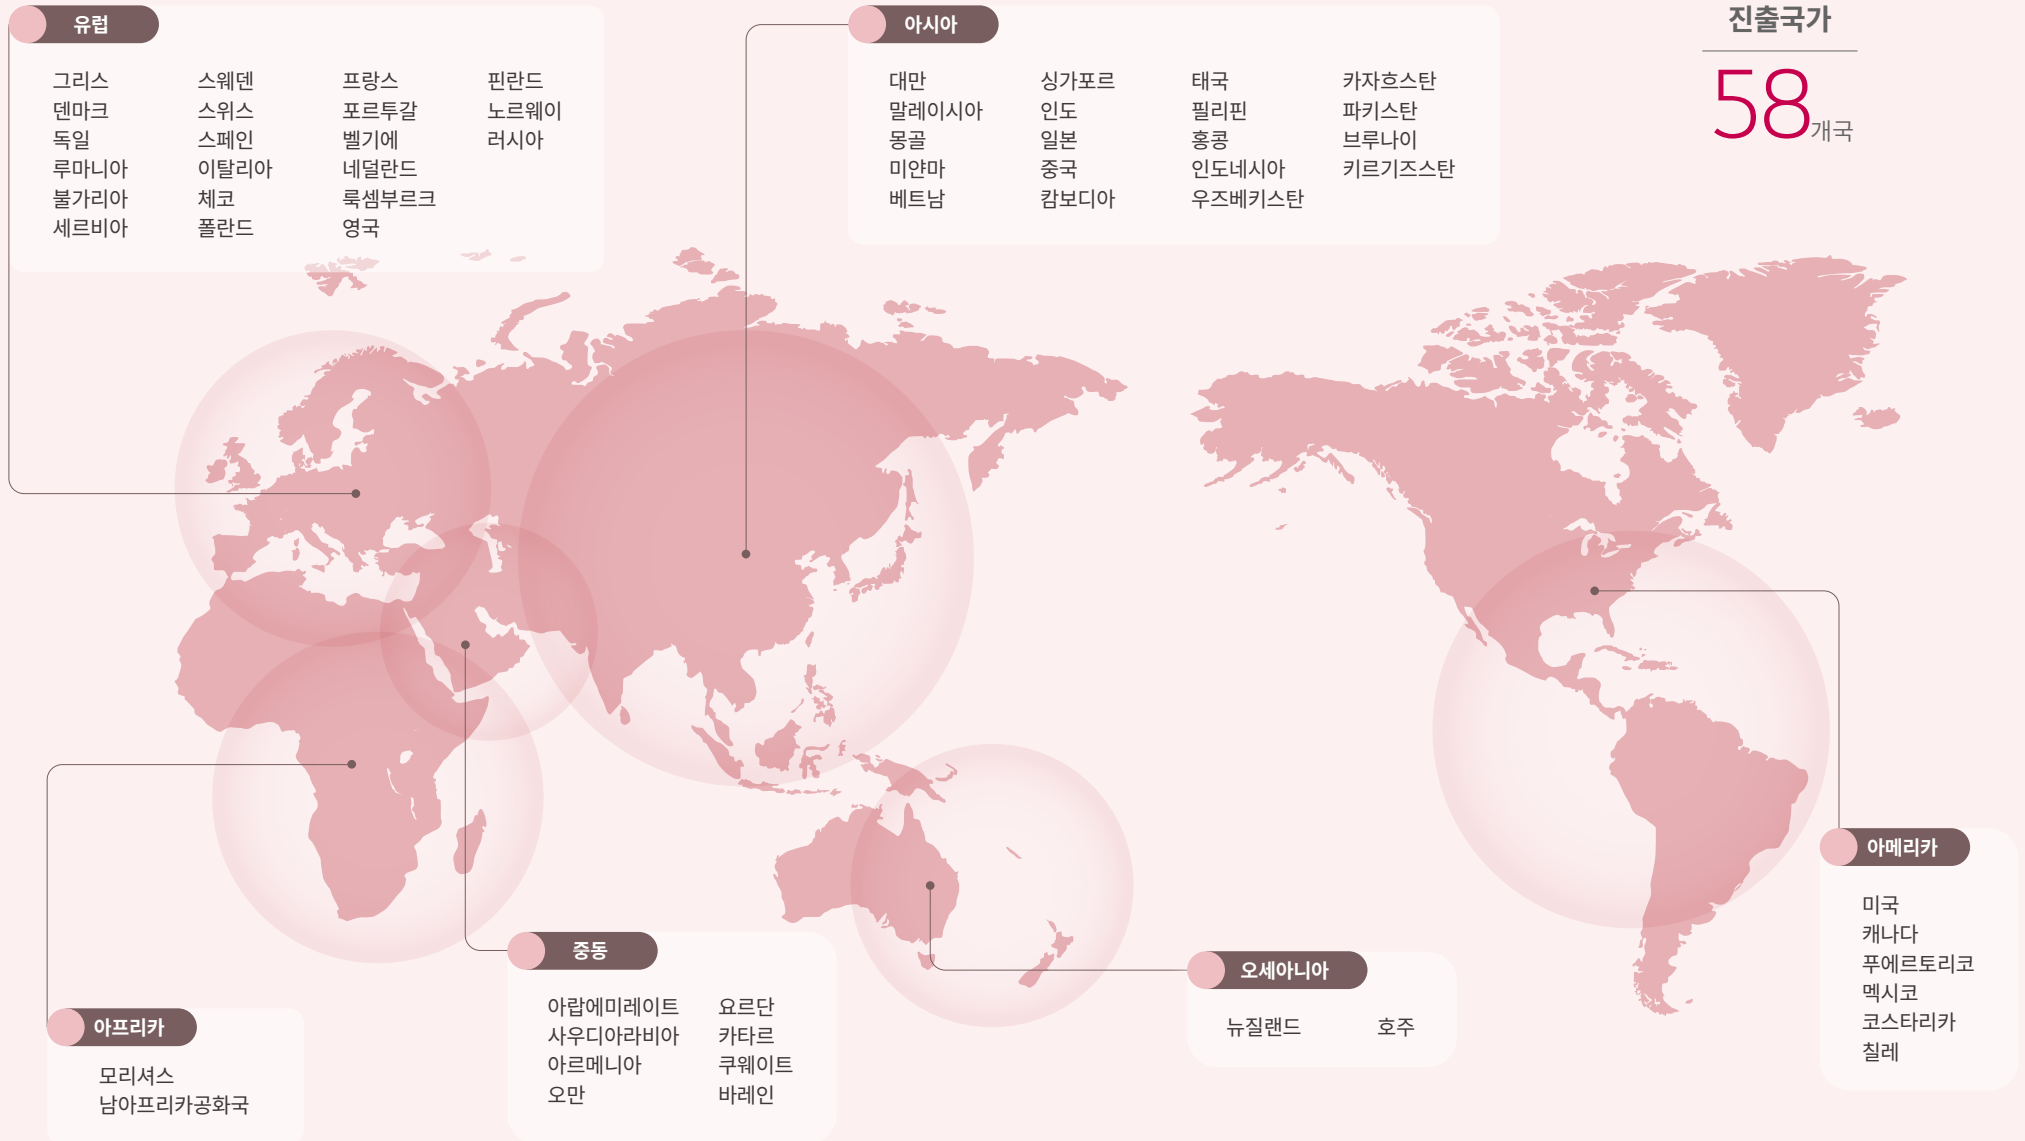 유럽
그리스
덴마크
독일
루마니아
불가리아
세르비아
스웨덴
스위스
스페인
이탈리아
체코
폴란드
프랑스
포르투갈
벨기에
네덜란드
룩셈부르크
영국
핀란드
노르웨이
러시아
아시아
대만
말레이시아
몽골
미얀마
베트남
싱가포르
인도
일본
중국
캄보디아
태국
필리핀
홍콩
인도네시아
우즈베키스탄
카자흐스탄
파키스탄
브루나이
키르기즈스탄
진출국가
58개국
아프리카
모리셔스
남아프리카공화국
중동
아랍에미레이트
사우디아라비아
아르메니아
오만
요르단
카타르
쿠웨이트
바레인
오세아니아
뉴질랜드
호주
아메리카
미국
캐나다
푸에르토리코
멕시코
코스타리카
칠레